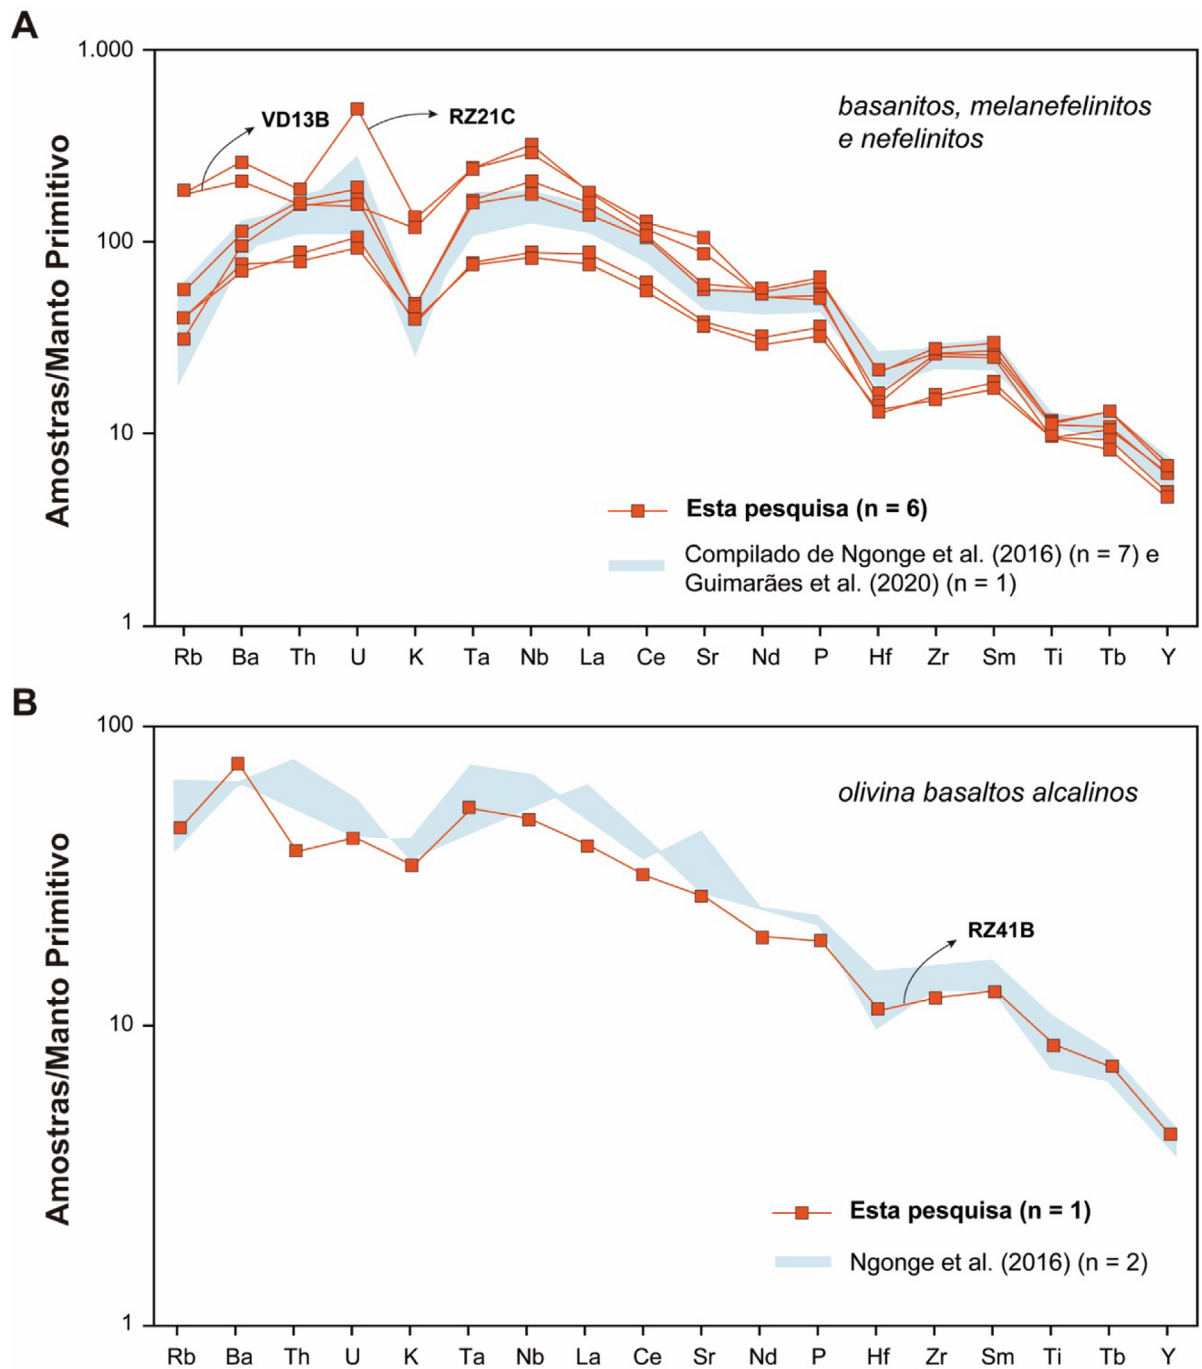 A
1.000
100
10
1
Amostras/Manto Primitivo
VD13B
RZ21C
basanitos, melanefelinitos
e nefelinitos
Esta pesquisa (n = 6)
Compilado de Ngonge et al. (2016) (n = 7) e
Guimarães et al. (2020) (n = 1)
Rb Ba Th U K Ta Nb La Ce Sr Nd P Hf Zr Sm Ti Tb Y
B
100
10
1
Amostras/Manto Primitivo
olivina basaltos alcalinos
RZ41B
Esta pesquisa (n = 1)
Ngonge et al. (2016) (n = 2)
Rb Ba Th U K Ta Nb La Ce Sr Nd P Hf Zr Sm Ti Tb Y